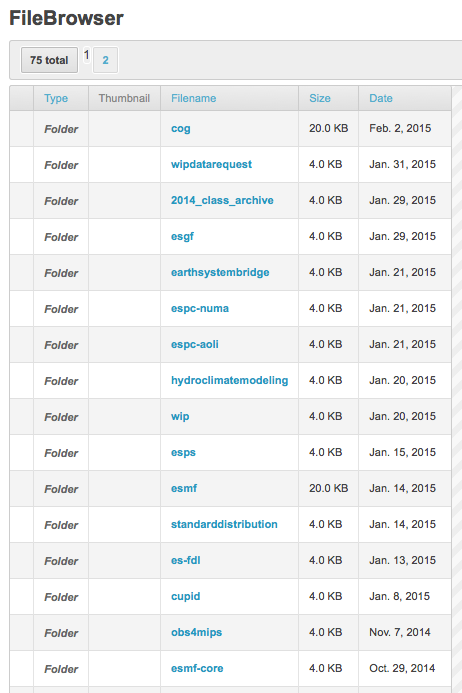 FileBrowser
75 total 1 2
Type Thumbnail Filename Size Date
Folder cog 20.0 KB Feb. 2, 2015
Folder wipdatarequest 4.0 KB Jan. 31, 2015
Folder 2014_class_archive 4.0 KB Jan. 29, 2015
Folder esgf 4.0 KB Jan. 29, 2015
Folder earthsystembridge 4.0 KB Jan. 21, 2015
Folder espc-numa 4.0 KB Jan. 21, 2015
Folder espc-aoli 4.0 KB Jan. 21, 2015
Folder hydroclimatemodeling 4.0 KB Jan. 20, 2015
Folder wip 4.0 KB Jan. 20, 2015
Folder esps 4.0 KB Jan. 15, 2015
Folder esmf 20.0 KB Jan. 14, 2015
Folder standarddistribution 4.0 KB Jan. 14, 2015
Folder es-fdl 4.0 KB Jan. 13, 2015
Folder cupid 4.0 KB Jan. 8, 2015
Folder obs4mips 4.0 KB Nov. 7, 2014
Folder esmf-core 4.0 KB Oct. 29, 2014